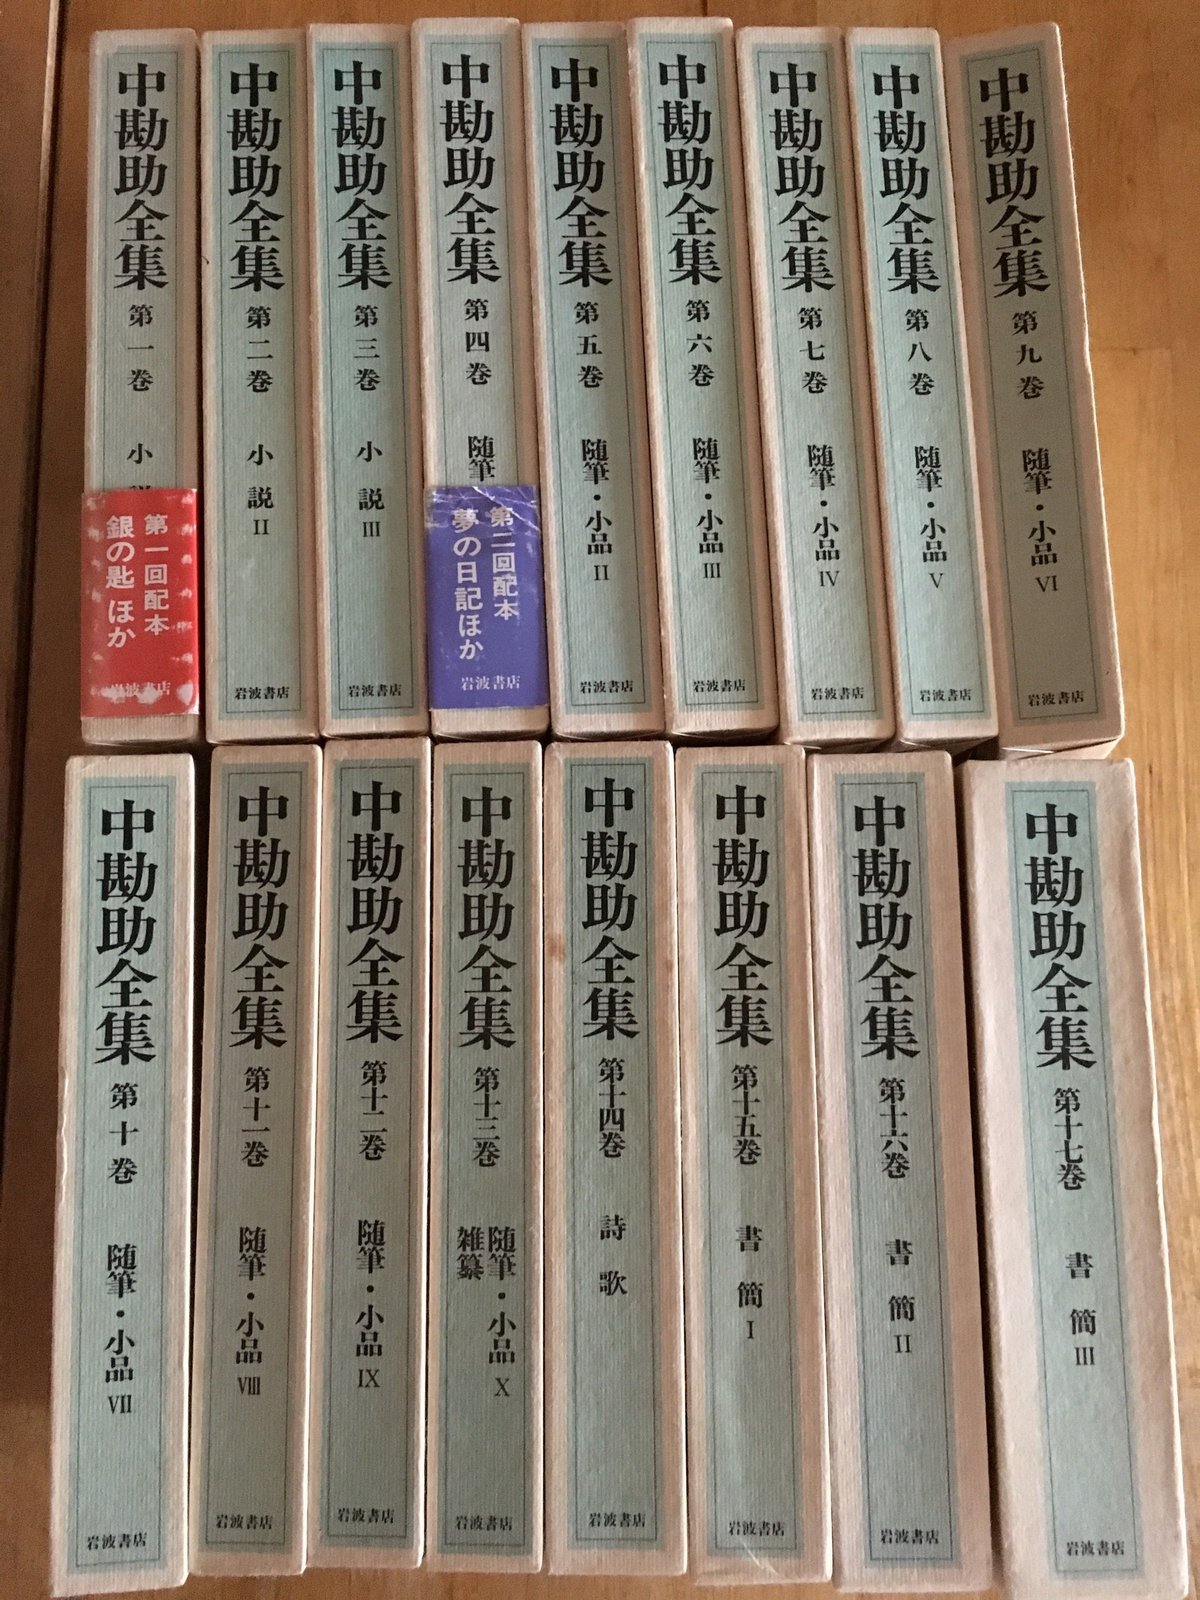 中勘助全集 第一巻 小説
第一回配本
銀の匙 ほか
岩波書店
中勘助全集 第二巻 小説 II
岩波書店
中勘助全集 第三巻 小説 III
岩波書店
中勘助全集 第四巻 随筆
第二回配本
夢の日記ほか
岩波書店
中勘助全集 第五巻 随筆・小品 II
岩波書店
中勘助全集 第六巻 随筆・小品 III
岩波書店
中勘助全集 第七巻 随筆・小品 IV
岩波書店
中勘助全集 第八巻 随筆・小品 V
岩波書店
中勘助全集 第九巻 随筆・小品 VI
岩波書店
中勘助全集 第十巻 随筆・小品 VII
岩波書店
中勘助全集 第十一巻 随筆・小品 VIII
岩波書店
中勘助全集 第十二巻 随筆・小品 IX
岩波書店
中勘助全集 第十三巻 随筆・小品 X
雑纂
岩波書店
中勘助全集 第十四巻 詩歌
岩波書店
中勘助全集 第十五巻 書簡 I
岩波書店
中勘助全集 第十六巻 書簡 II
岩波書店
中勘助全集 第十七巻 書簡 III
岩波書店